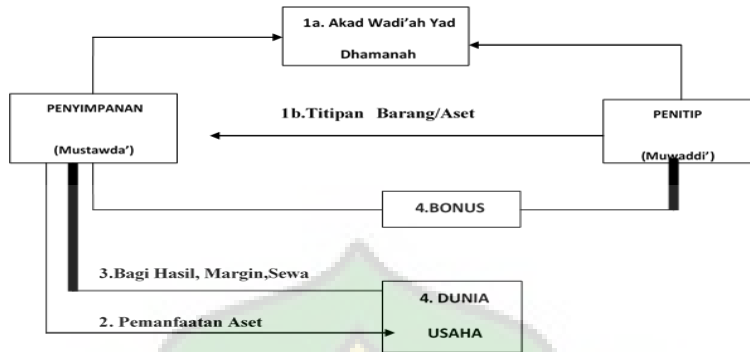 1a. Akad Wadi'ah Yad
Dhamanah
PENYIMPANAN
(Mustawda')
1b.Titipan Barang/Aset
PENITIP
(Muwaddi')
4.BONUS
3.Bagi Hasil, Margin,Sewa
2. Pemanfaatan Aset
4. DUNIA
USAHA